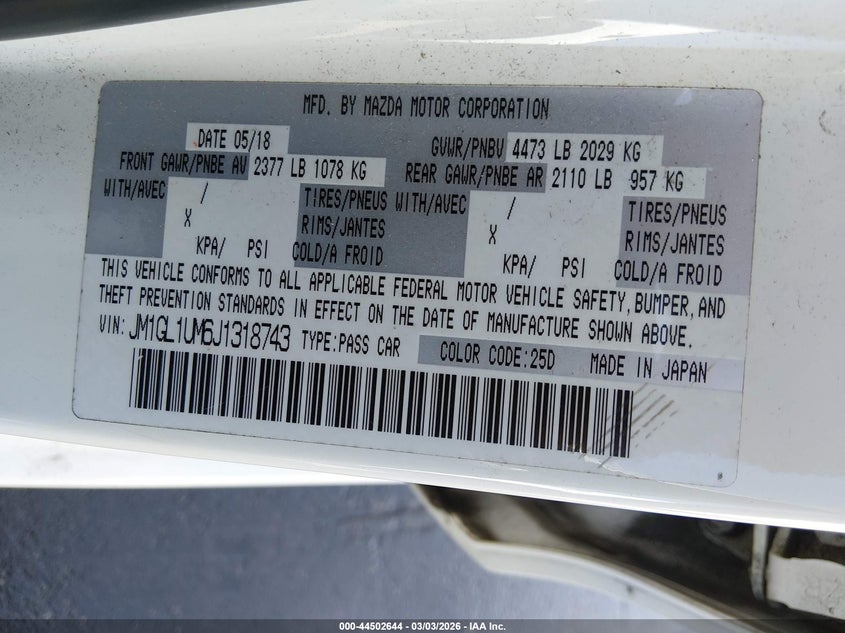 MFD. BY MAZDA MOTOR CORPORATION
DATE 05/18 GVWR/PNBV 4473 LB 2029 KG
FRONT GAWR/PNBE AV 2377 LB 1078 KG REAR GAWR/PNBE AR 2110 LB 957 KG
WITH/AVEC / TIRES/PNEUS WITH/AVEC / TIRES/PNEUS
X RIMS/JANTES X RIMS/JANTES
KPA/ PSI COLD/A FROID KPA/ PSI COLD/A FROID
THIS VEHICLE CONFORMS TO ALL APPLICABLE FEDERAL MOTOR VEHICLE SAFETY, BUMPER, AND
THEFT PREVENTION STANDARDS IN EFFECT ON THE DATE OF MANUFACTURE SHOWN ABOVE.
VIN: JM1GL1UM6J1318743 TYPE:PASS CAR COLOR CODE:25D MADE IN JAPAN
000-44502644 - 03/03/2026 - IAA Inc.